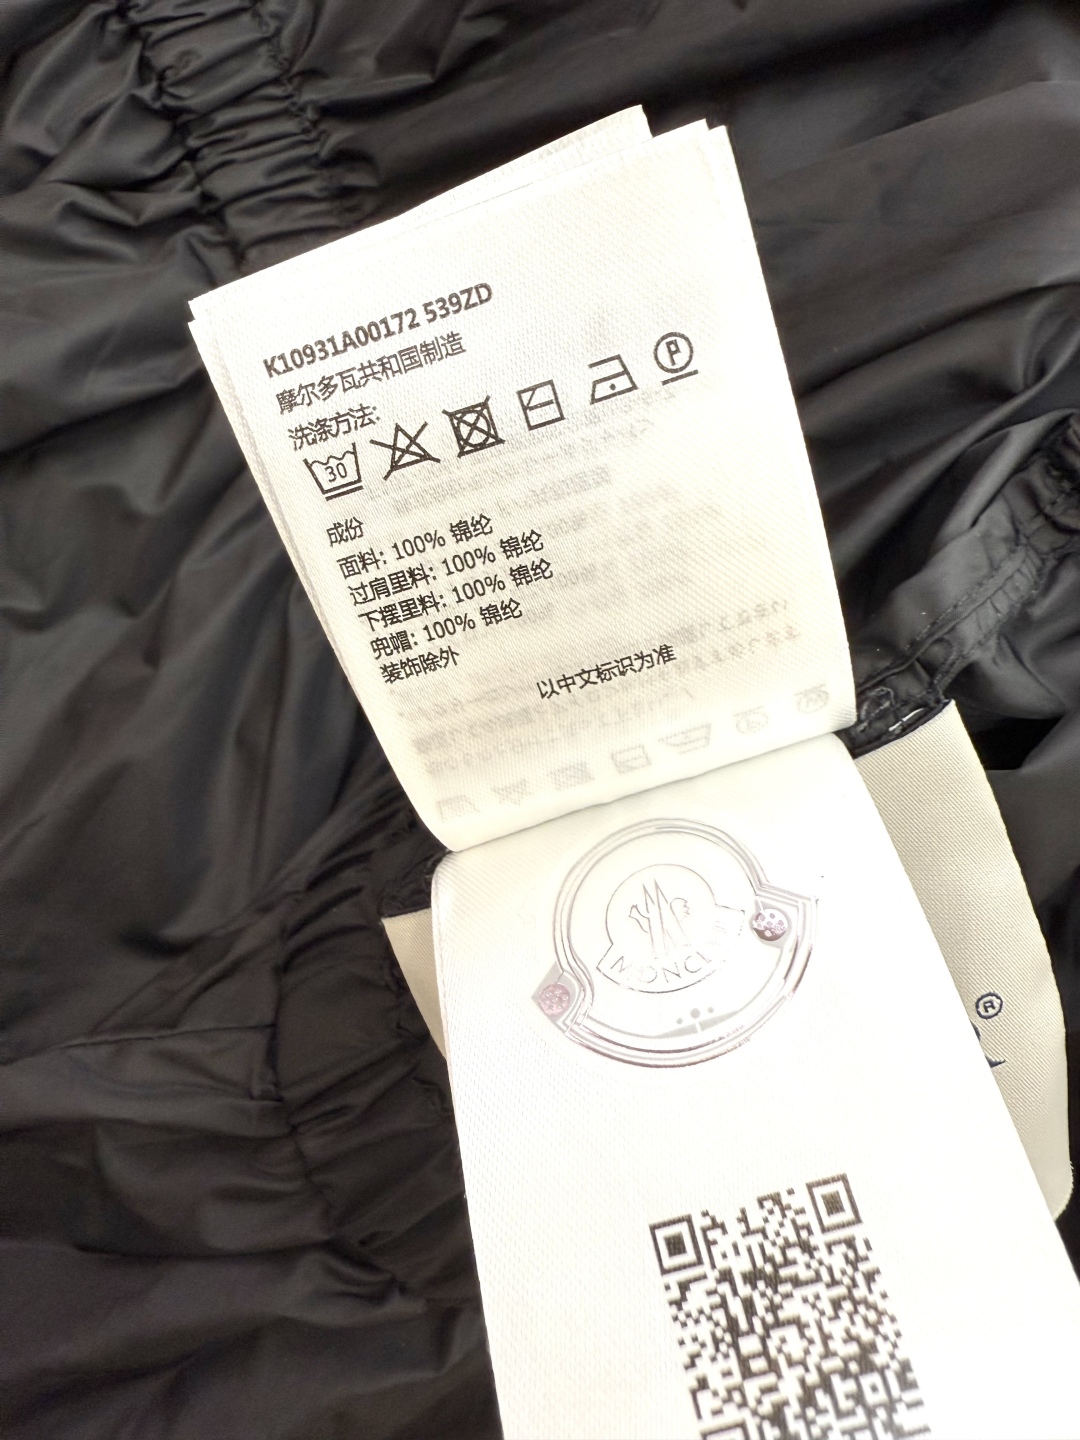 K10931A00172 539ZD
摩尔多瓦共和国制造
洗涤方法:
30
P
成份
面料: 100% 锦纶
过肩里料: 100% 锦纶
下摆里料: 100% 锦纶
兜帽: 100% 锦纶
装饰除外
以中文标识为准
MONCL
®